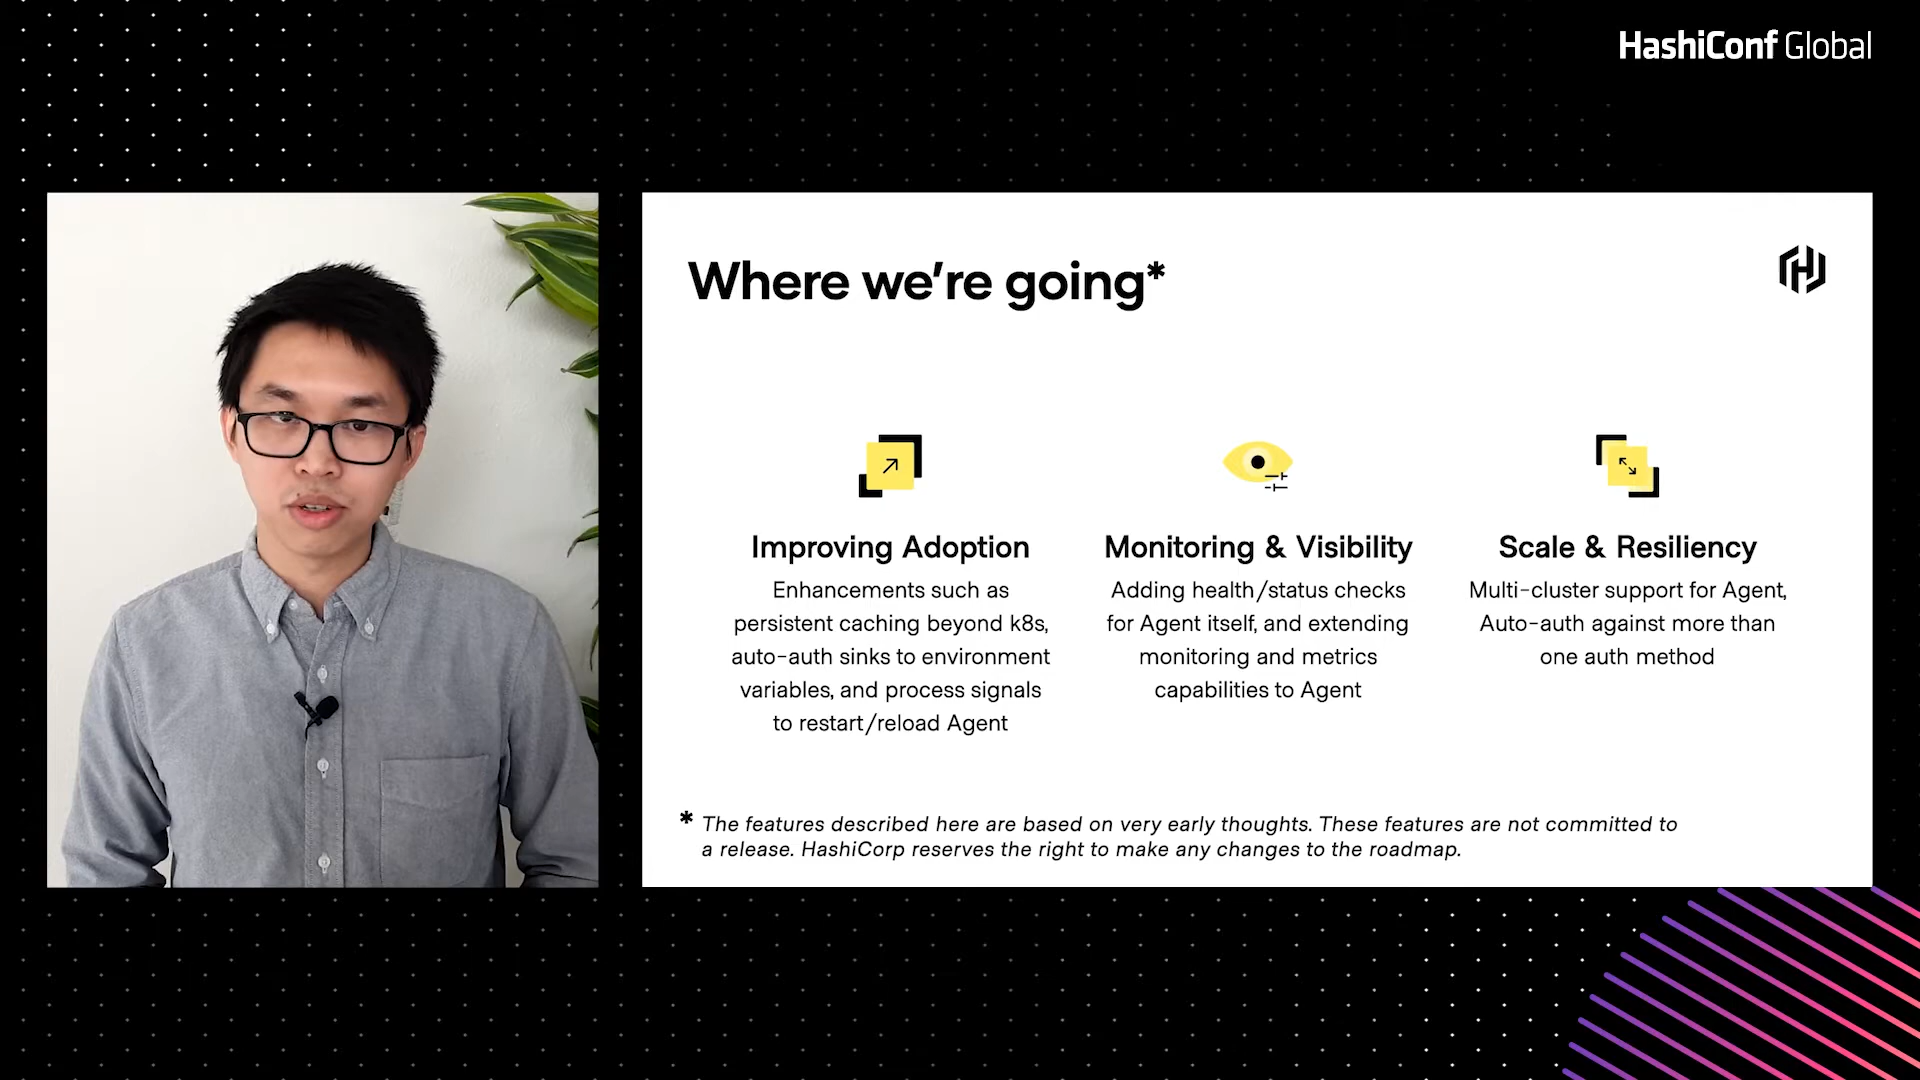 HashiConf Global
Where we're going*
Improving Adoption
Enhancements such as
persistent caching beyond k8s,
auto-auth sinks to environment
variables, and process signals
to restart/reload Agent
Monitoring & Visibility
Adding health/status checks
for Agent itself, and extending
monitoring and metrics
capabilities to Agent
Scale & Resiliency
Multi-cluster support for Agent,
Auto-auth against more than
one auth method
* The features described here are based on very early thoughts. These features are not committed to
a release. HashiCorp reserves the right to make any changes to the roadmap.